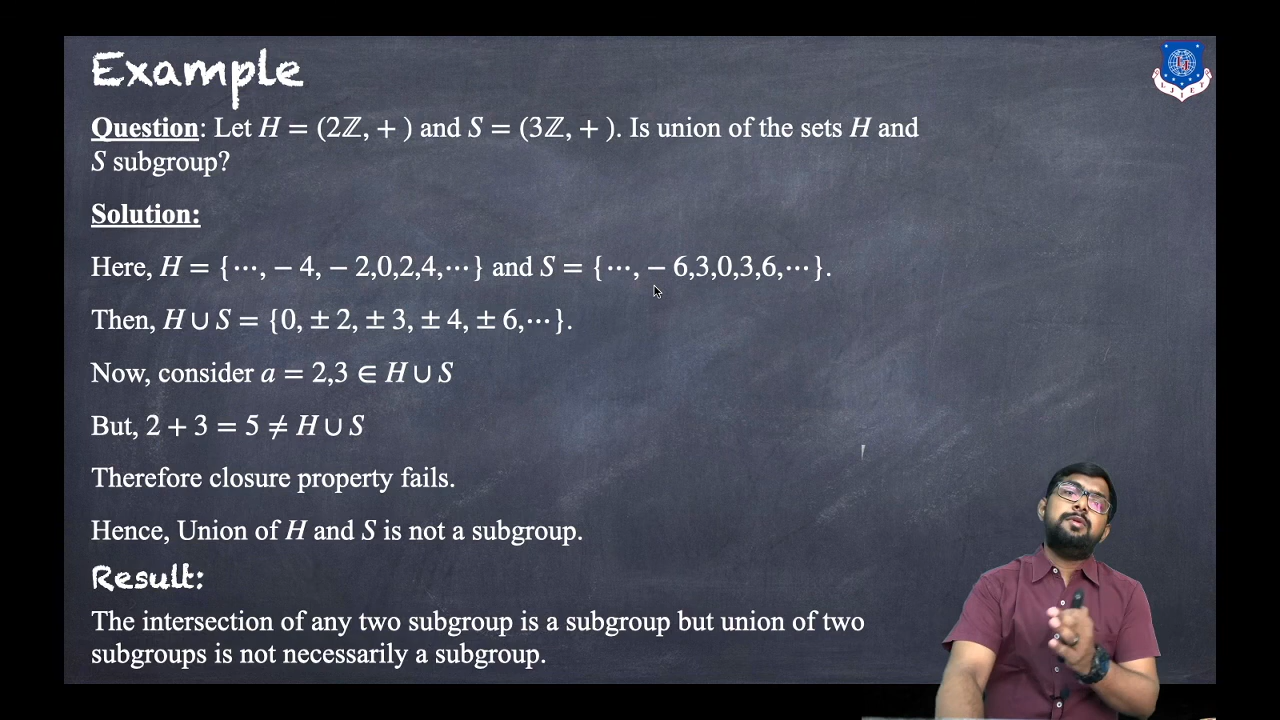 Example
Question: Let H = (2ℤ, + ) and S = (3ℤ, + ). Is union of the sets H and
S subgroup?
Solution:
Here, H = {⋯, − 4, − 2,0,2,4,⋯} and S = {⋯, − 6,3,0,3,6,⋯}.
Then, H ∪ S = {0, ± 2, ± 3, ± 4, ± 6,⋯}.
Now, consider a = 2,3 ∈ H ∪ S
But, 2 + 3 = 5 ≠ H ∪ S
Therefore closure property fails.
Hence, Union of H and S is not a subgroup.
Result:
The intersection of any two subgroup is a subgroup but union of two
subgroups is not necessarily a subgroup.